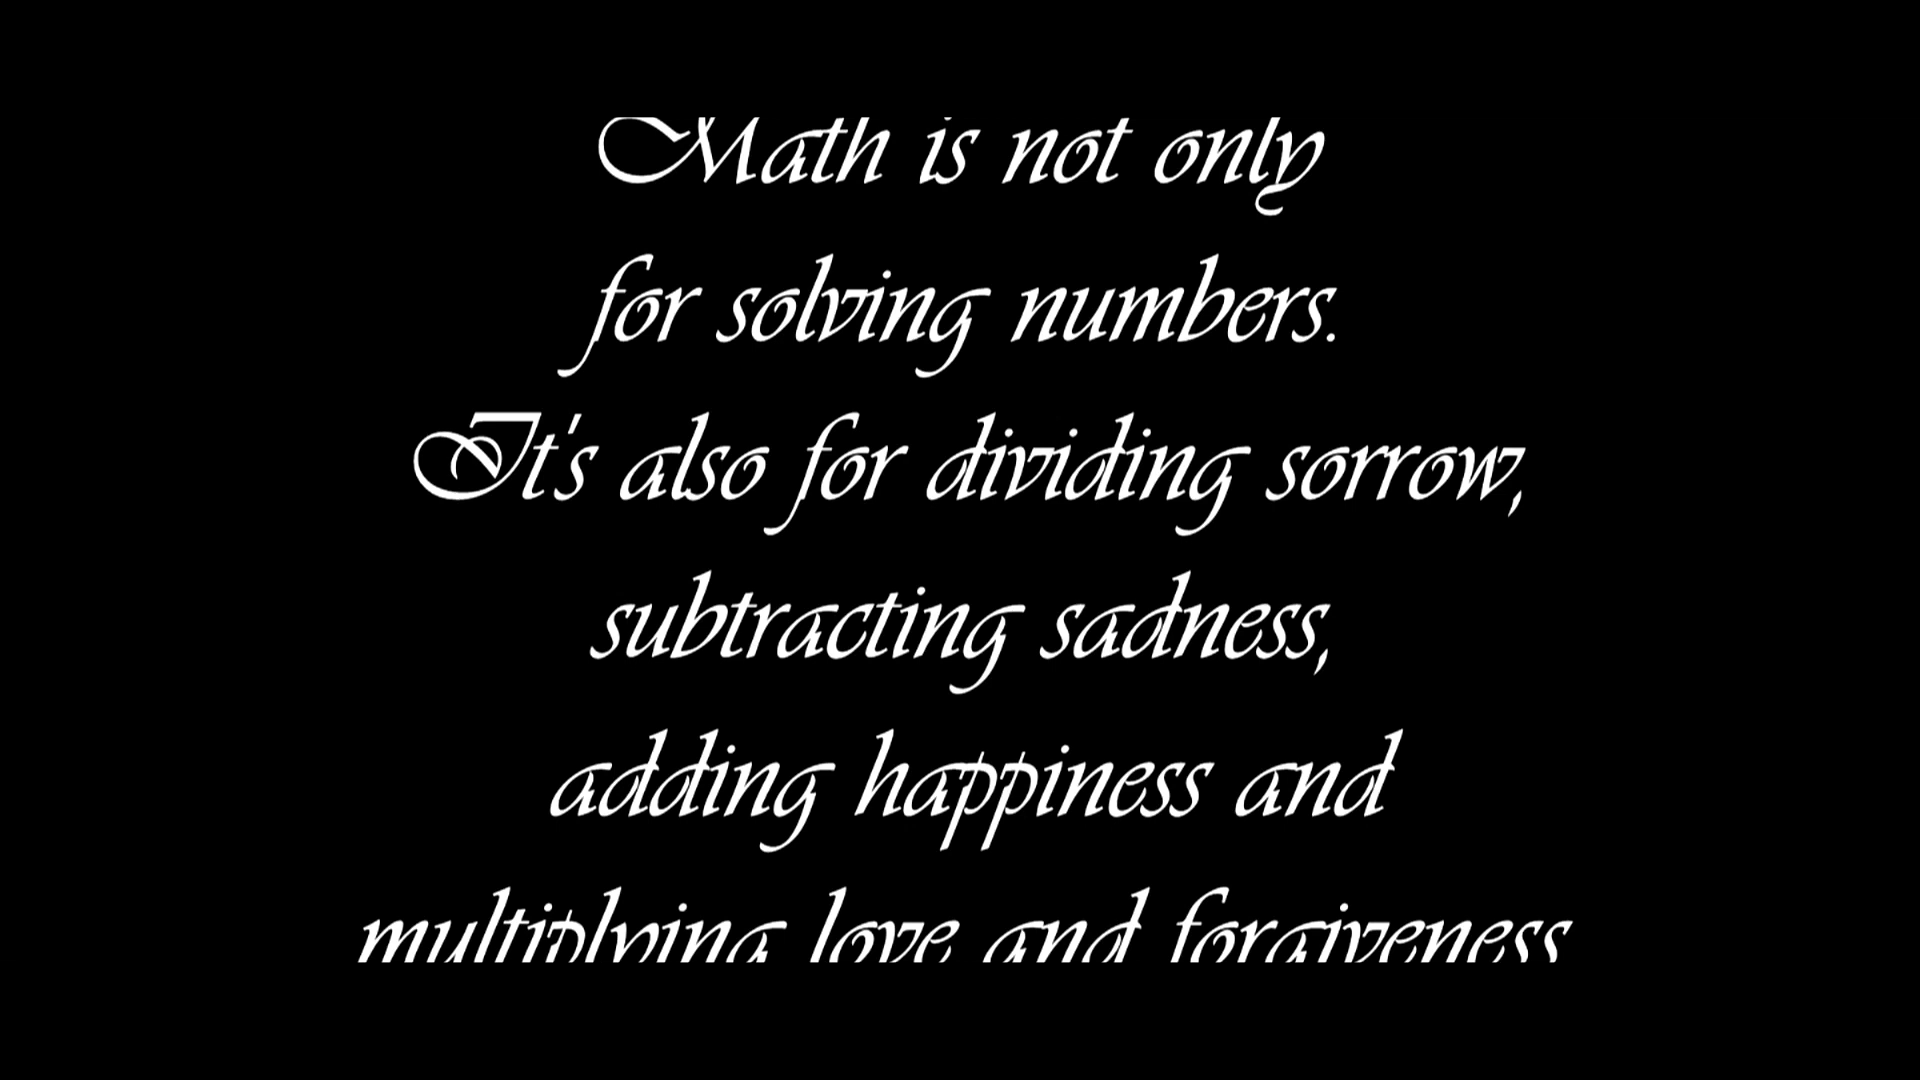 Math is not only
for solving numbers.
It's also for dividing sorrow,
subtracting sadness,
adding happiness and
multiplying love and forgiveness